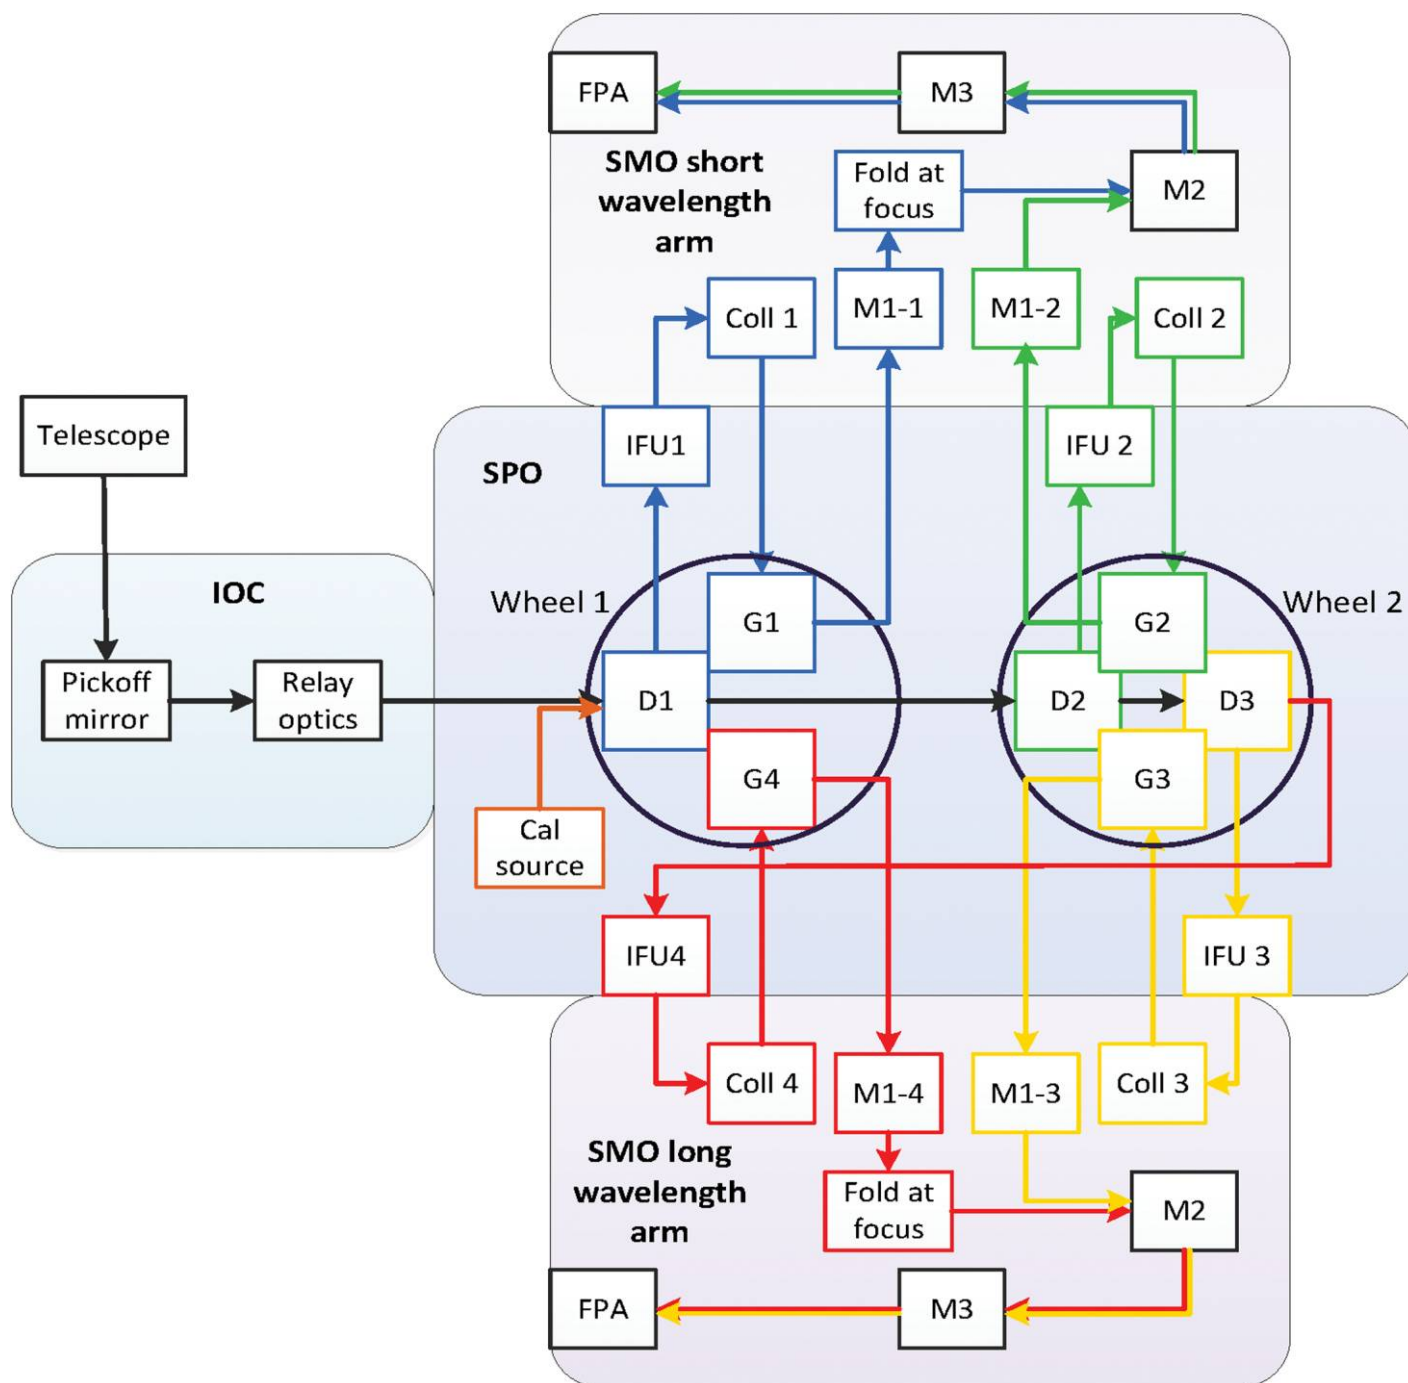 FPA
M3
SMO short
wavelength
arm
Fold at
focus
M2
Coll 1
M1-1
M1-2
Coll 2
Telescope
IFU1
IFU 2
SPO
IOC
Wheel 1
G1
G2
Wheel 2
Pickoff
mirror
Relay
optics
D1
D2
D3
G4
G3
Cal
source
IFU4
IFU 3
Coll 4
M1-4
M1-3
Coll 3
SMO long
wavelength
arm
Fold at
focus
M2
FPA
M3